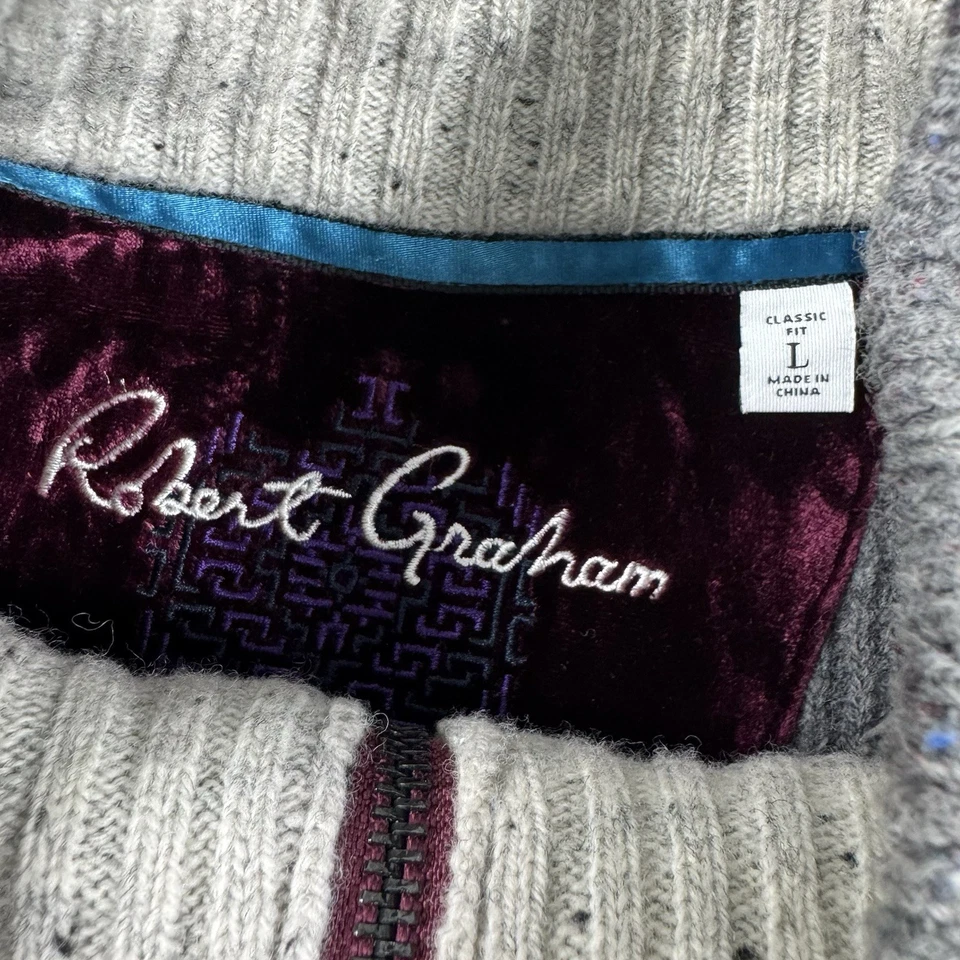 CLASSIC
FIT
L
MADE IN
CHINA
Robert Graham